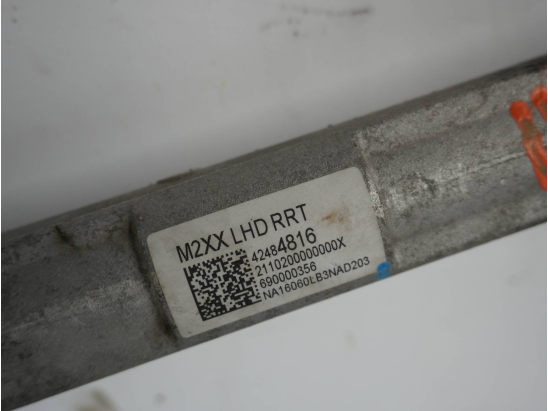 M2XX LHD RRT
42484816
2110200000000X
690000356
NA16060LB3NAD203